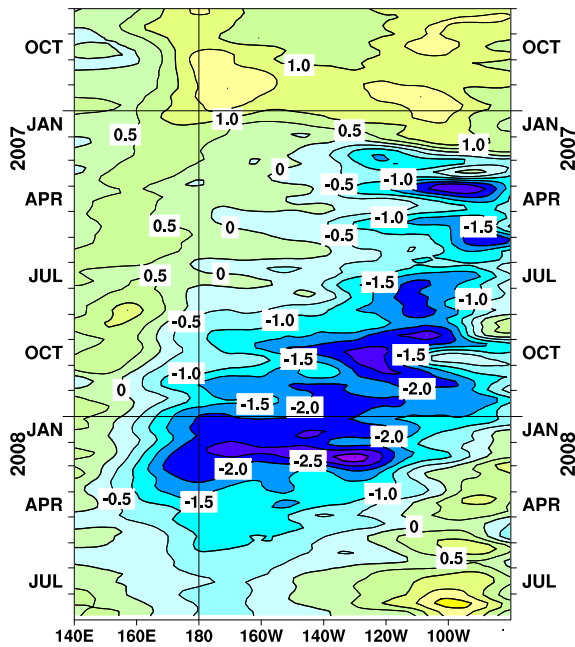 OCT OCT
1.0
1.0
JAN JAN
0.5 0.5
2007 2007
1.0
0
-0.5 -1.0
APR APR
-1.0
0.5 0 -0.5 -1.5
JUL JUL
0.5 0
-1.5
-1.0
-0.5 -1.0
OCT OCT
-1.5 -1.5
-1.0
0 -2.0
-1.5 -2.0
JAN JAN
-2.0
2008 2008
-2.0 -2.5
-0.5 -1.5 -1.0
APR APR
0
0.5
JUL JUL
140E 160E 180 160W 140W 120W 100W